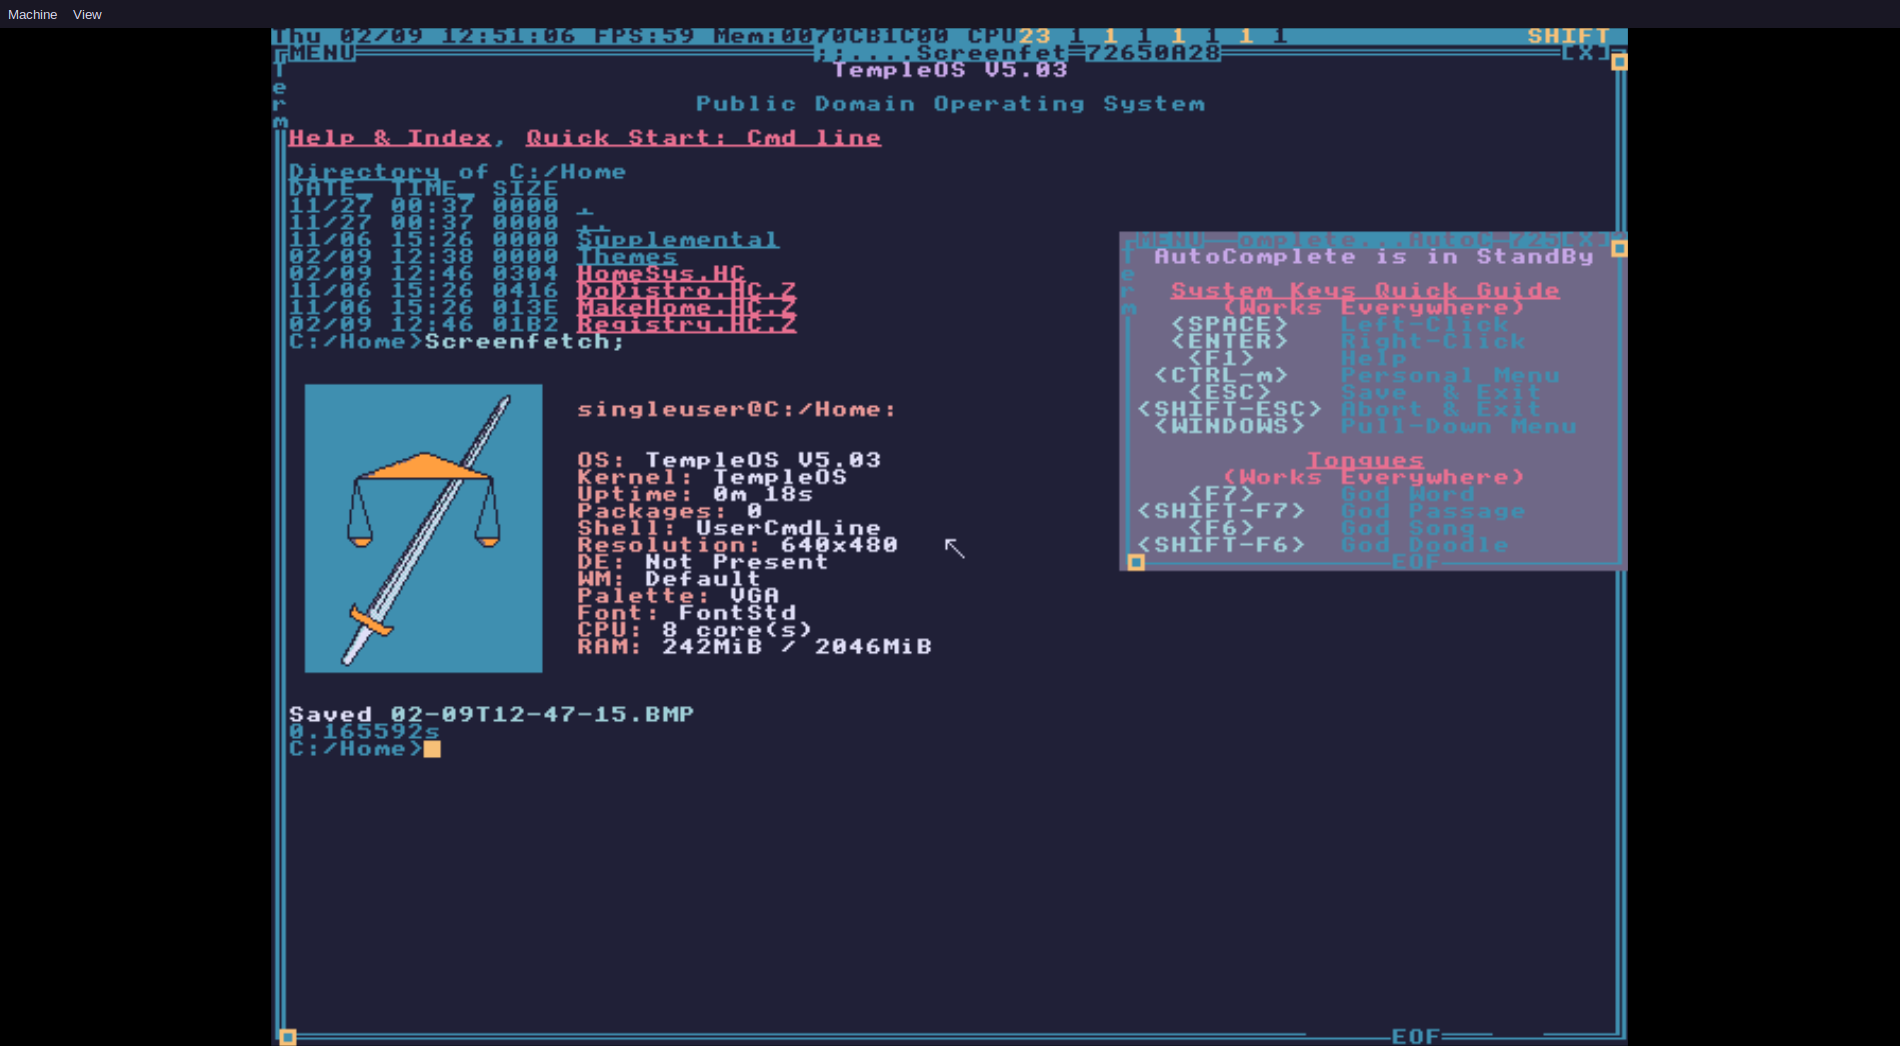 Machine View
Thu 02/09 12:51:06 FPS:59 Mem:0070CB1C00 CPU23 1 1 1 1 1 1 1 SHIFT
MENU ;;....Screenfet 72650A28 [X]
Term
TempleOS V5.03
Public Domain Operating System
Help & Index, Quick Start: Cmd line
Directory of C:/Home
DATE_ TIME_ SIZE
11/27 00:37 0000 .
11/27 00:37 0000 ..
11/06 15:26 0000 Supplemental
02/09 12:38 0000 Themes
02/09 12:46 0304 HomeSys.HC
11/06 15:26 0416 DoDistro.HC.Z
11/06 15:26 013E MakeHome.HC.Z
02/09 12:46 01B2 Registry.HC.Z
C:/Home>Screenfetch;
singleuser@C:/Home:
OS: TempleOS V5.03
Kernel: TempleOS
Uptime: 0m 18s
Packages: 0
Shell: UserCmdLine
Resolution: 640x480
DE: Not Present
WM: Default
Palette: VGA
Font: FontStd
CPU: 8 core(s)
RAM: 242MiB / 2046MiB
Saved 02-09T12-47-15.BMP
0.165592s
C:/Home>
MENU omplete...AutoC 725[X]
Term
AutoComplete is in StandBy
System Keys Quick Guide
(Works Everywhere)
<SPACE> Left-Click
<ENTER> Right-Click
<F1> Help
<CTRL-m> Personal Menu
<ESC> Save & Exit
<SHIFT-ESC> Abort & Exit
<WINDOWS> Pull-Down Menu
Tongues
(Works Everywhere)
<F7> God Word
<SHIFT-F7> God Passage
<F6> God Song
<SHIFT-F6> God Doodle
EOF
EOF